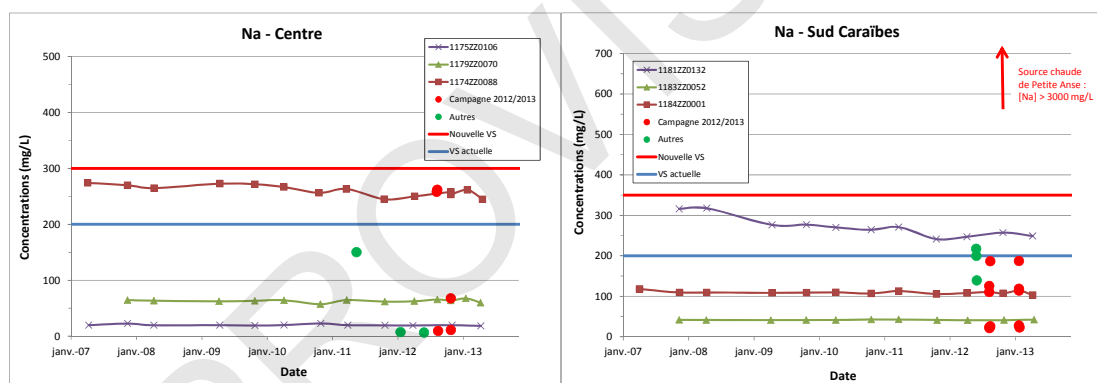 Na - Centre
Concentrations (mg/L)
500
400
300
200
100
0
janv.-07
janv.-08
janv.-09
janv.-10
janv.-11
janv.-12
janv.-13
Date
1175ZZ0106
1179ZZ0070
1174ZZ0088
Campagne 2012/2013
Autres
Nouvelle VS
VS actuelle
Na - Sud Caraïbes
Concentrations (mg/L)
700
600
500
400
300
200
100
0
janv.-07
janv.-08
janv.-09
janv.-10
janv.-11
janv.-12
janv.-13
Date
1181ZZ0132
1183ZZ0052
1184ZZ0001
Campagne 2012/2013
Autres
Nouvelle VS
VS actuelle
Source chaude
de Petite Anse :
[Na] > 3000 mg/L